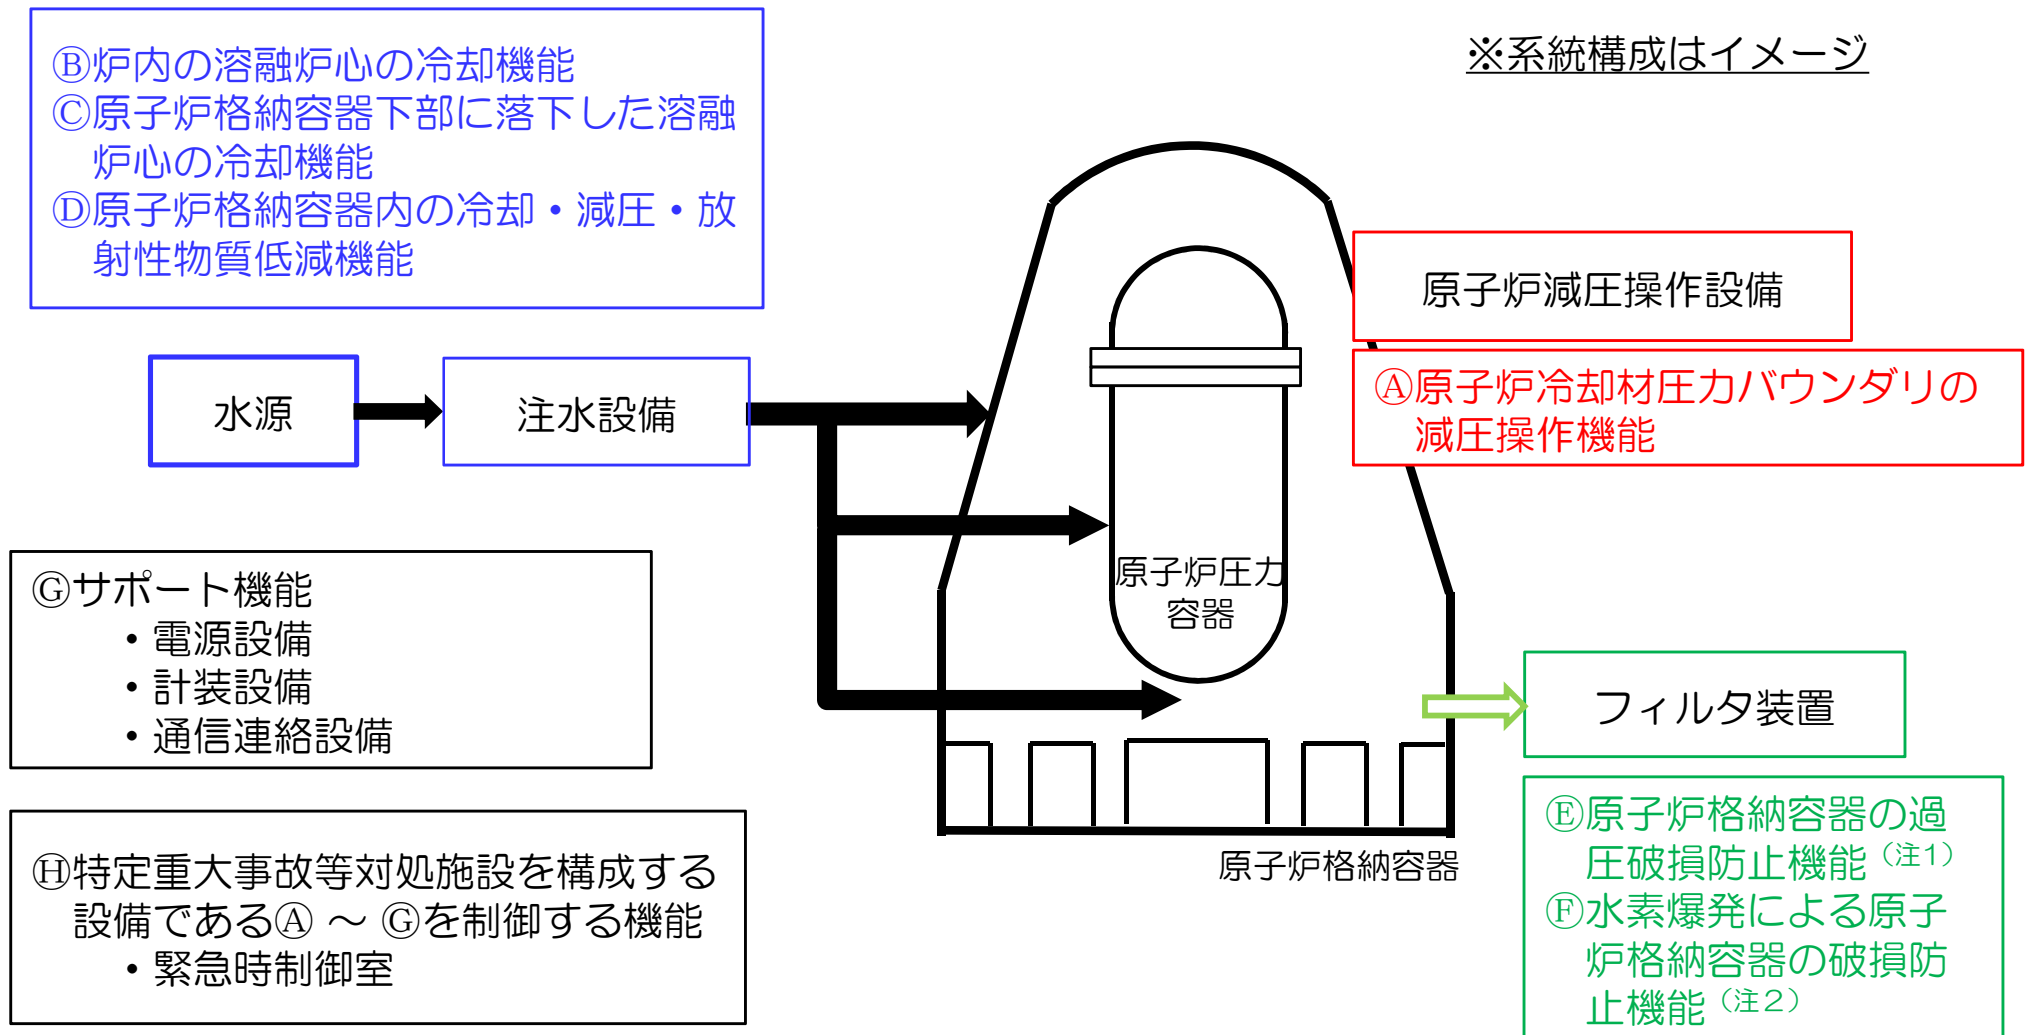 ※系統構成はイメージ
Ⓑ炉内の溶融炉心の冷却機能
Ⓒ原子炉格納容器下部に落下した溶融
炉心の冷却機能
Ⓓ原子炉格納容器内の冷却・減圧・放
射性物質低減機能
原子炉減圧操作設備
Ⓐ原子炉冷却材圧力バウンダリの
減圧操作機能
水源
注水設備
原子炉圧力
容器
Ⓖサポート機能
・電源設備
・計装設備
・通信連絡設備
フィルタ装置
Ⓔ原子炉格納容器の過
圧破損防止機能（注1）
Ⓕ水素爆発による原子
炉格納容器の破損防
止機能（注２）
原子炉格納容器
Ⓗ特定重大事故等対処施設を構成する
設備であるⒶ ～ Ⓖを制御する機能
・緊急時制御室